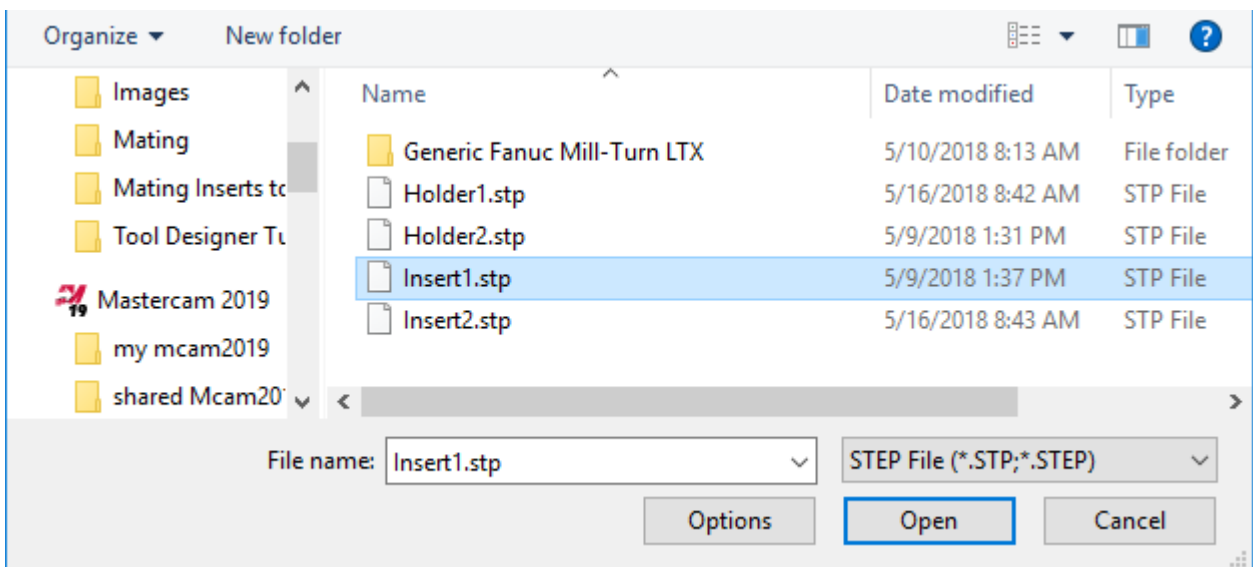 Organize New folder
Images
Mating
Mating Inserts to
Tool Designer Tu
19 Mastercam 2019
my mcam2019
shared Mcam201
Name Date modified Type
Generic Fanuc Mill-Turn LTX 5/10/2018 8:13 AM File folder
Holder1.stp 5/16/2018 8:42 AM STP File
Holder2.stp 5/9/2018 1:31 PM STP File
Insert1.stp 5/9/2018 1:37 PM STP File
Insert2.stp 5/16/2018 8:43 AM STP File
File name: Insert1.stp STEP File (*.STP;*.STEP)
Options Open Cancel